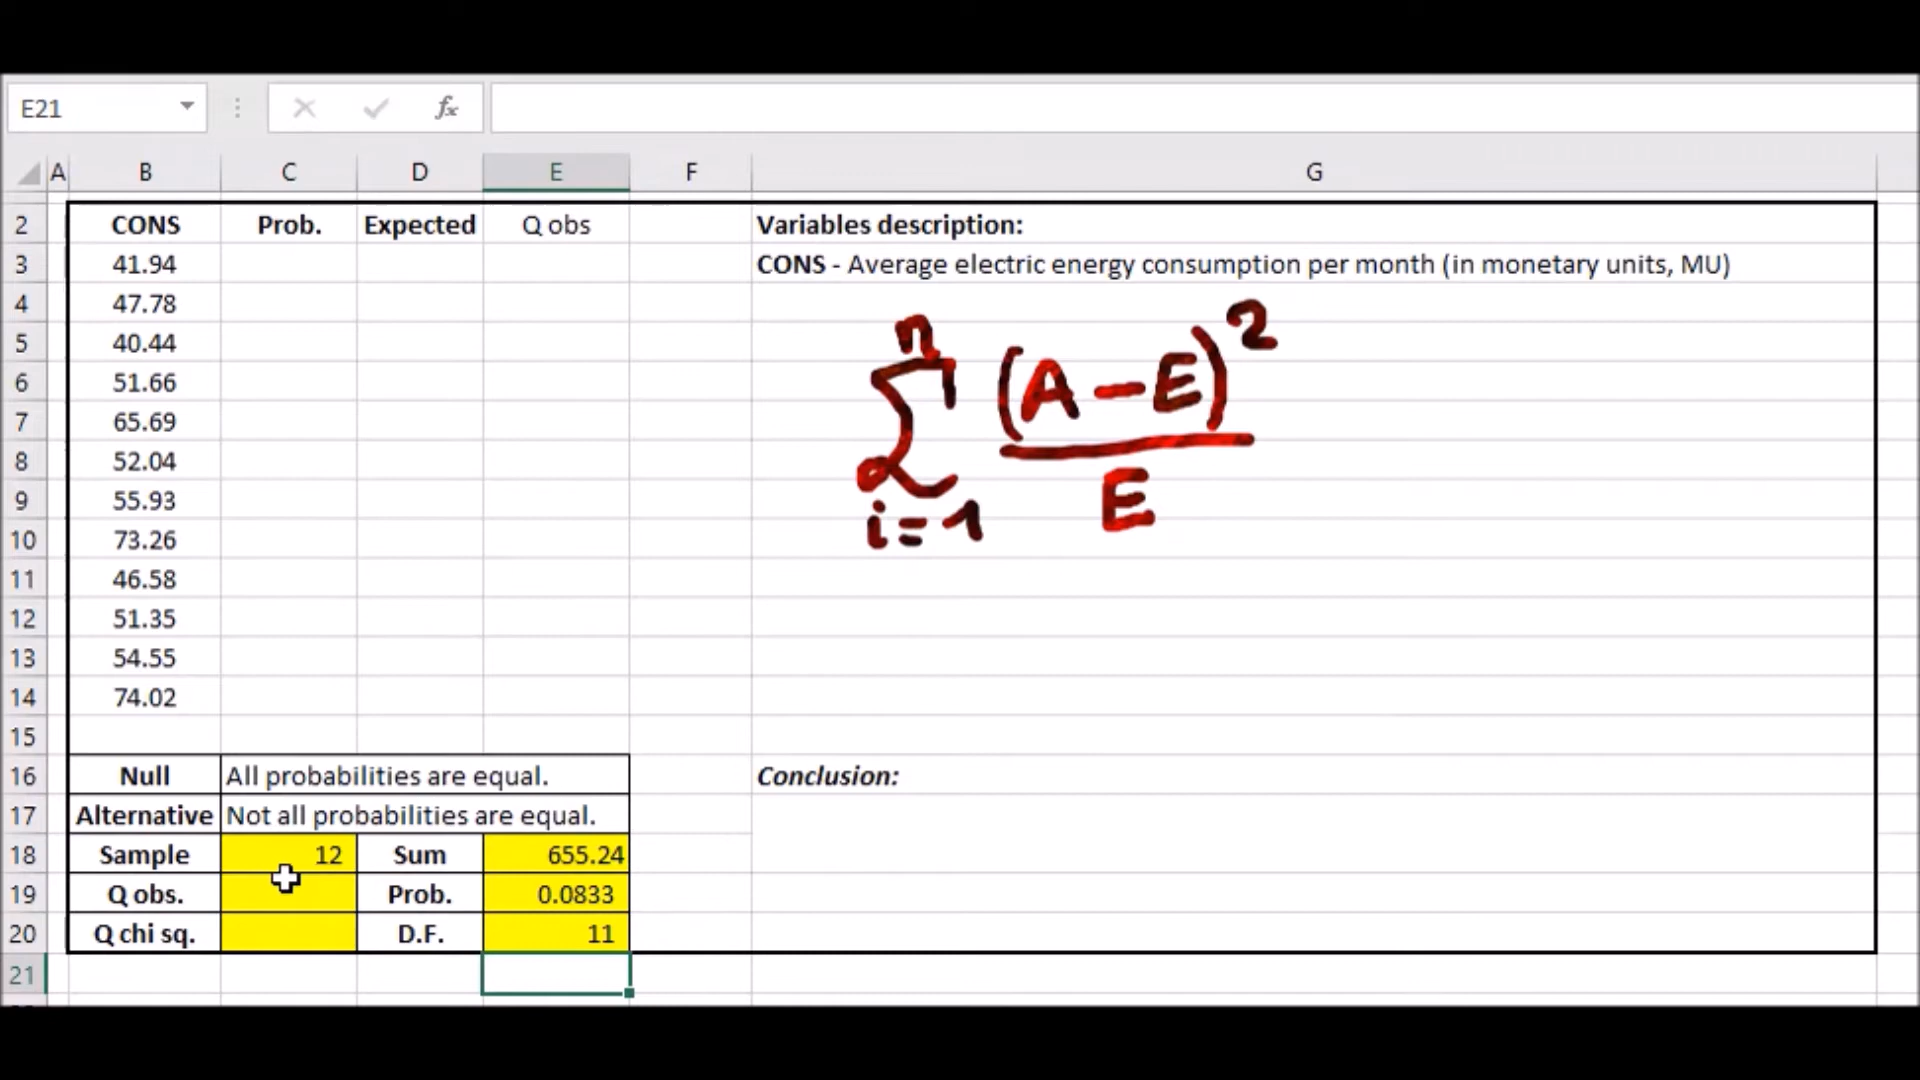 E21 fx
A B C D E F G
2 CONS Prob. Expected Q obs Variables description:
3 41.94 CONS - Average electric energy consumption per month (in monetary units, MU)
4 47.78
5 40.44
6 51.66
7 65.69
8 52.04
9 55.93
10 73.26
11 46.58
12 51.35
13 54.55
14 74.02
15
n
∑ (A-E)²
i=1 E
16 Null All probabilities are equal. Conclusion:
17 Alternative Not all probabilities are equal.
18 Sample 12 Sum 655.24
19 Q obs. Prob. 0.0833
20 Q chi sq. D.F. 11
21